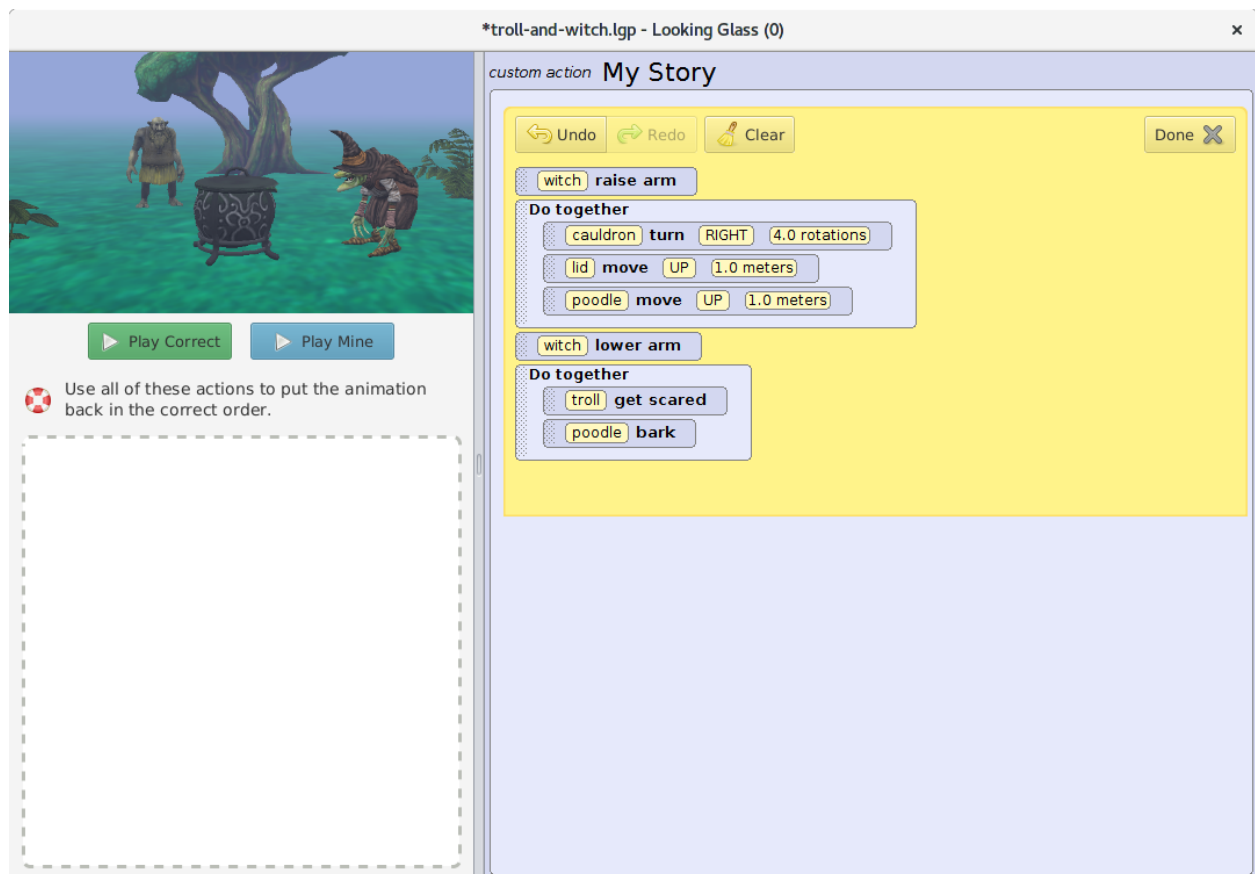 *troll-and-witch.lgp - Looking Glass (0)
custom action My Story
Undo Redo Clear Done
witch raise arm
Do together
cauldron turn RIGHT 4.0 rotations
lid move UP 1.0 meters
poodle move UP 1.0 meters
witch lower arm
Do together
troll get scared
poodle bark
Play Correct Play Mine
Use all of these actions to put the animation
back in the correct order.